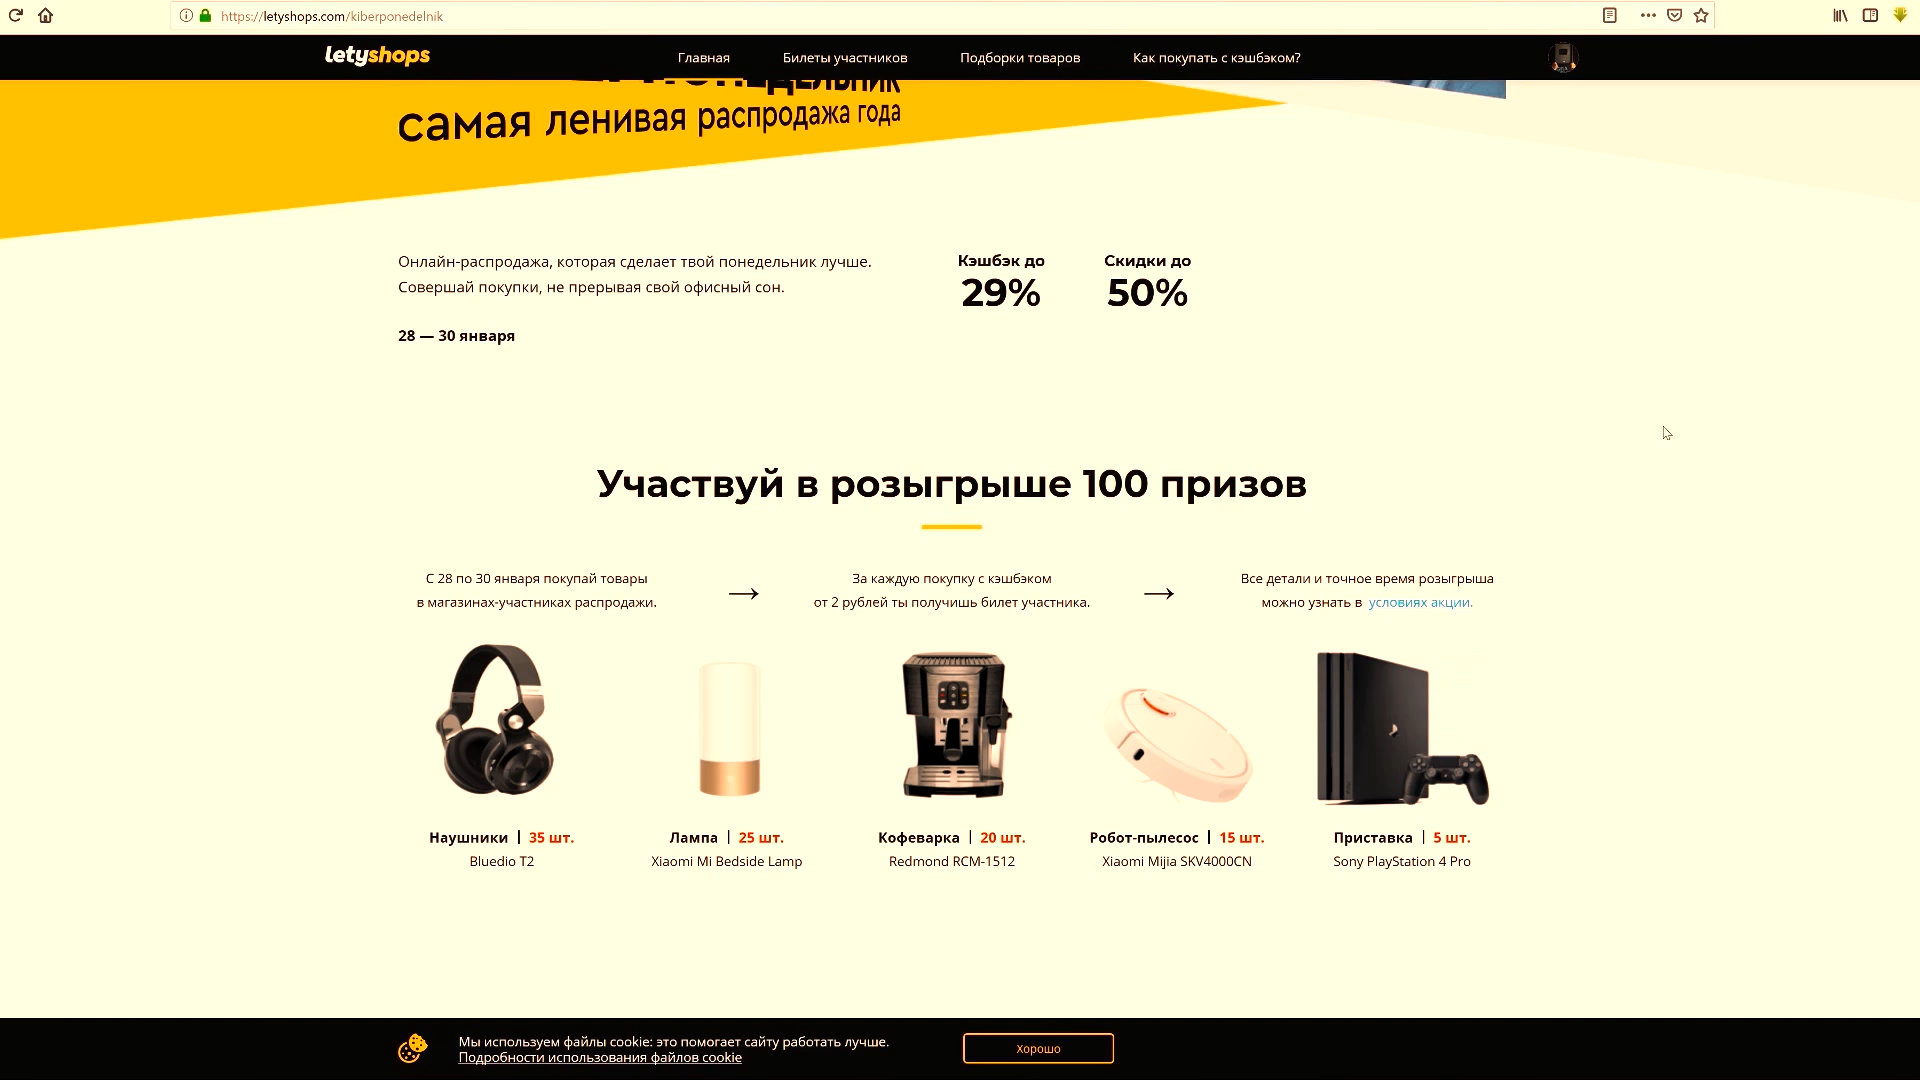 https://letyshops.com/kiberponedelnik
letyshops
Главная
Билеты участников
Подборки товаров
Как покупать с кэшбэком?
самая ленивая распродажа года
Онлайн-распродажа, которая сделает твой понедельник лучше.
Совершай покупки, не прерывая свой офисный сон.
28 — 30 января
Кэшбэк до
29%
Скидки до
50%
Участвуй в розыгрыше 100 призов
С 28 по 30 января покупай товары
в магазинах-участниках распродажи.
За каждую покупку с кэшбэком
от 2 рублей ты получишь билет участника.
Все детали и точное время розыгрыша
можно узнать в условиях акции.
Наушники | 35 шт.
Bluedio T2
Лампа | 25 шт.
Xiaomi Mi Bedside Lamp
Кофеварка | 20 шт.
Redmond RCM-1512
Робот-пылесос | 15 шт.
Xiaomi Mijia SKV4000CN
Приставка | 5 шт.
Sony PlayStation 4 Pro
Мы используем файлы cookie: это помогает сайту работать лучше.
Подробности использования файлов cookie
Хорошо